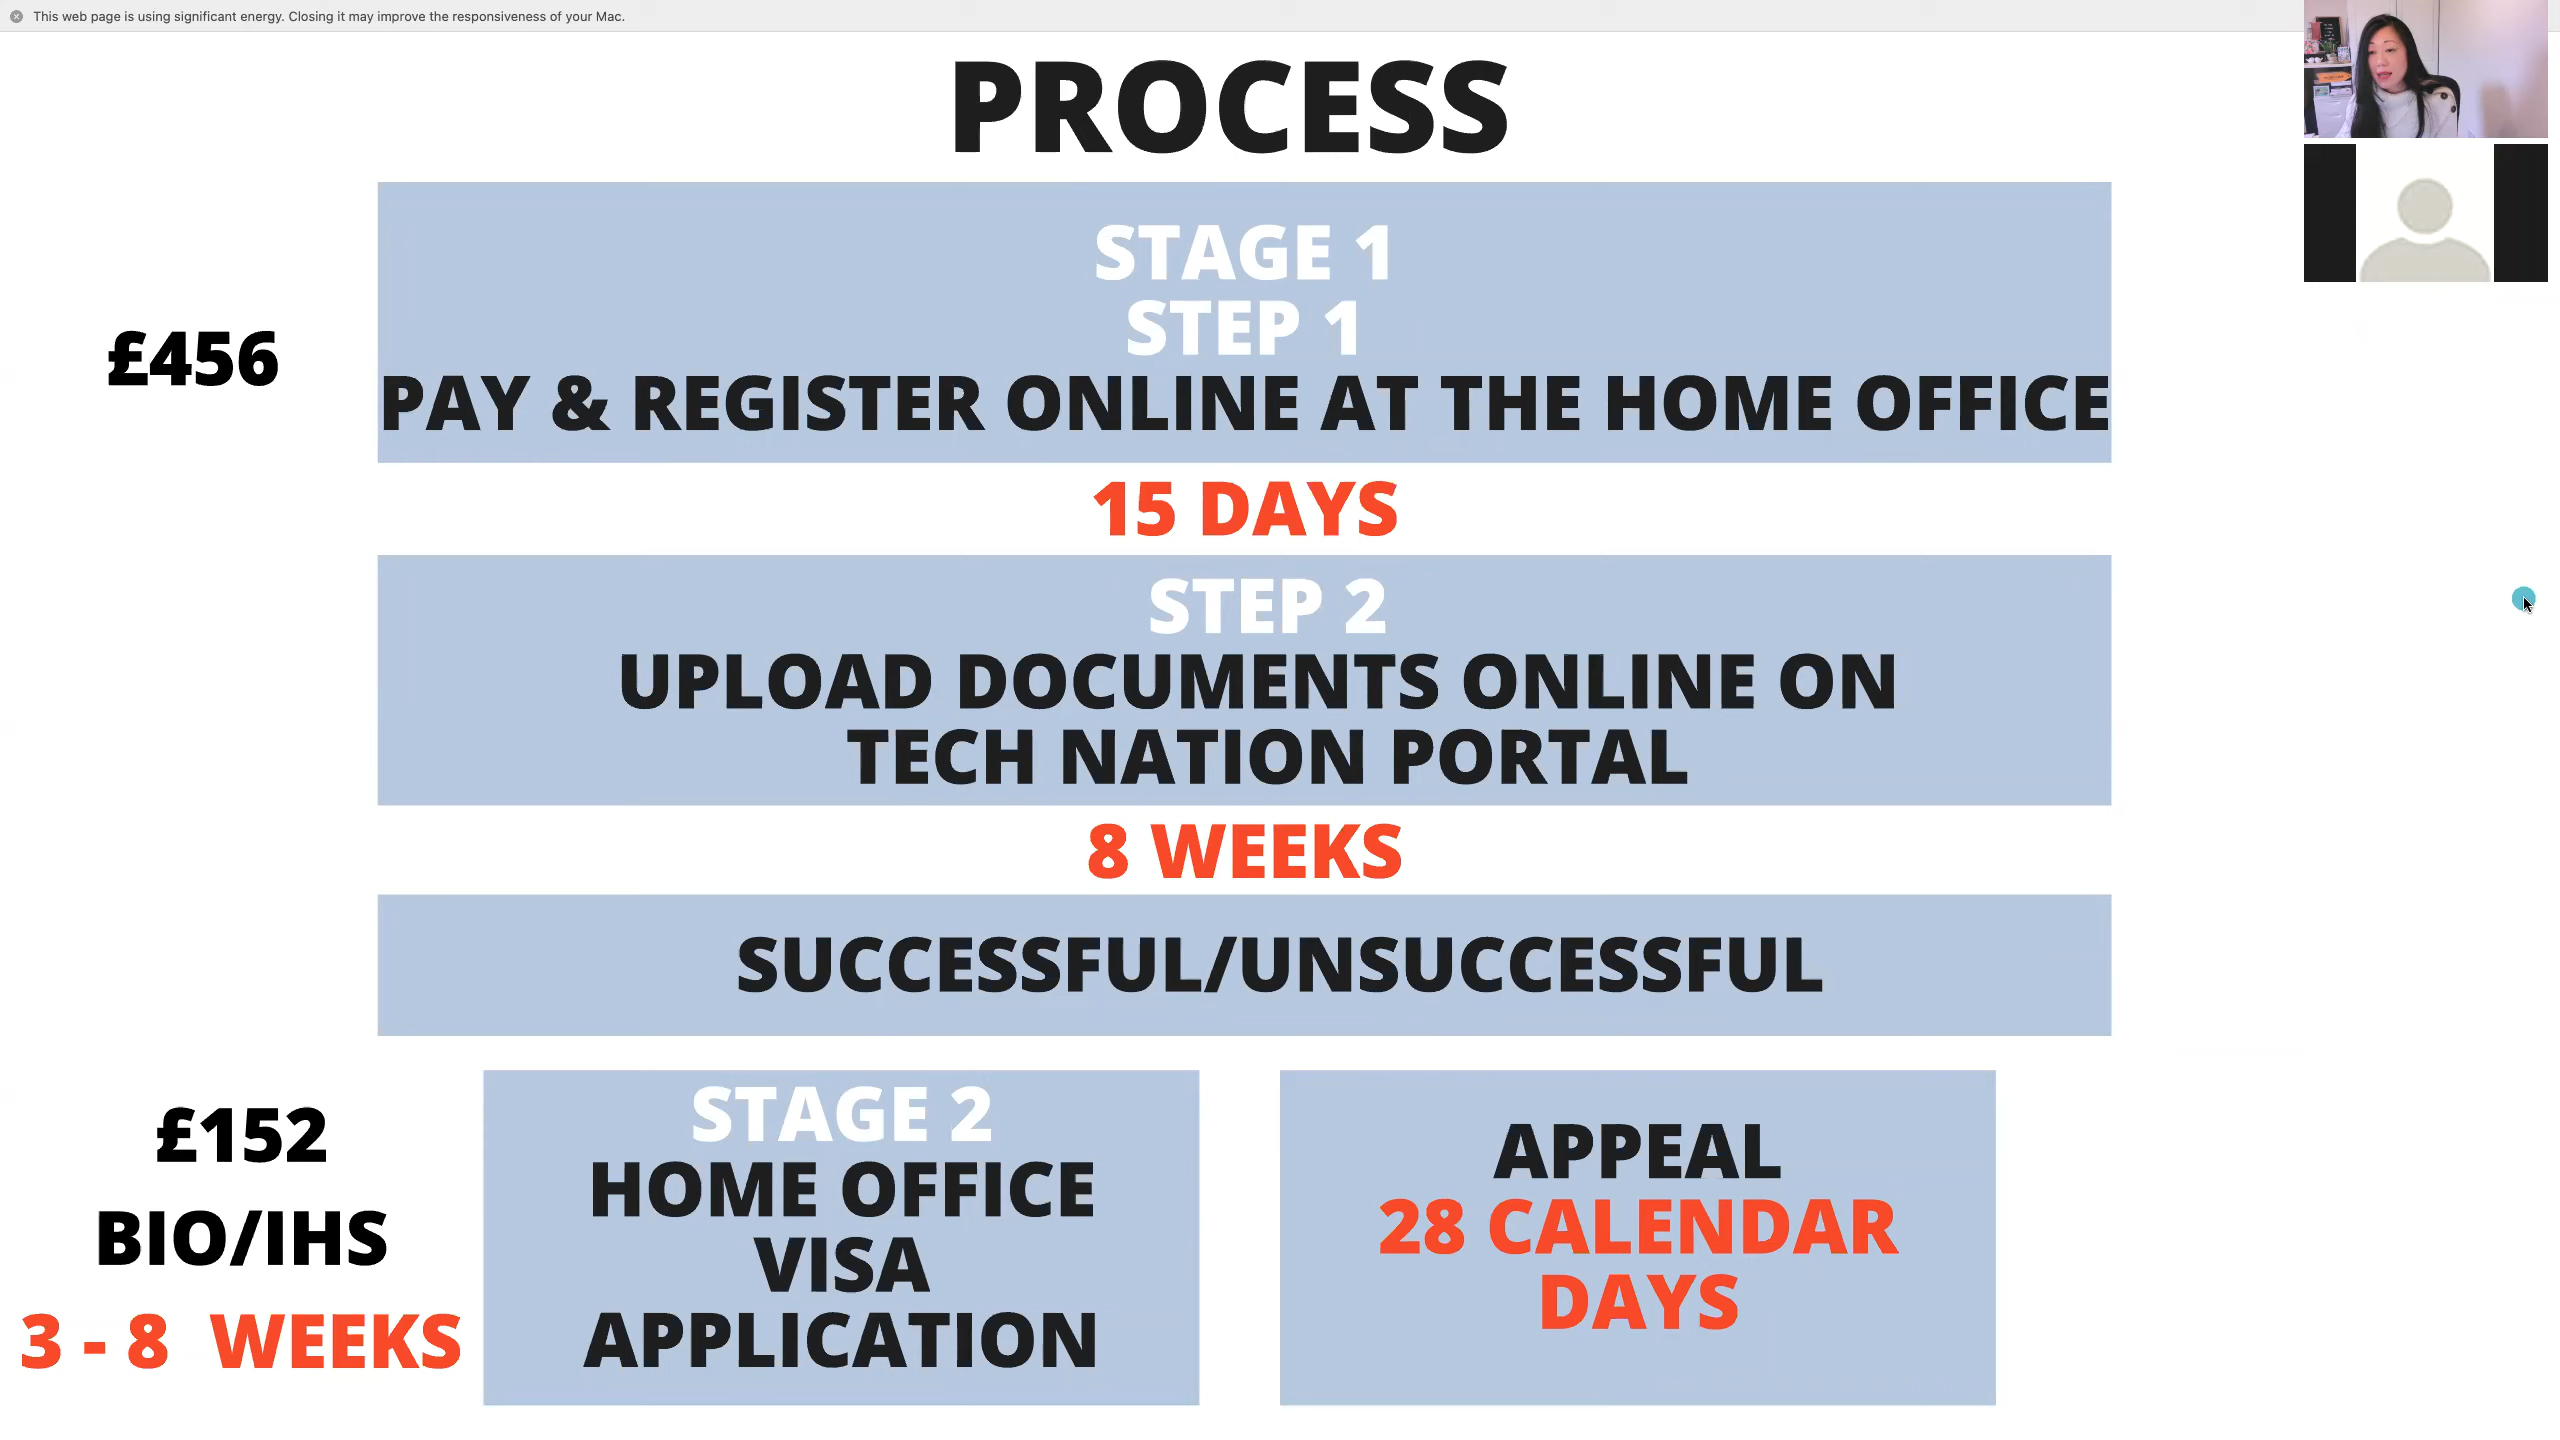 This web page is using significant energy. Closing it may improve the responsiveness of your Mac.
PROCESS
STAGE 1
STEP 1
£456
PAY & REGISTER ONLINE AT THE HOME OFFICE
15 DAYS
STEP 2
UPLOAD DOCUMENTS ONLINE ON
TECH NATION PORTAL
8 WEEKS
SUCCESSFUL/UNSUCCESSFUL
£152
BIO/IHS
3 - 8 WEEKS
STAGE 2
HOME OFFICE
VISA
APPLICATION
APPEAL
28 CALENDAR
DAYS